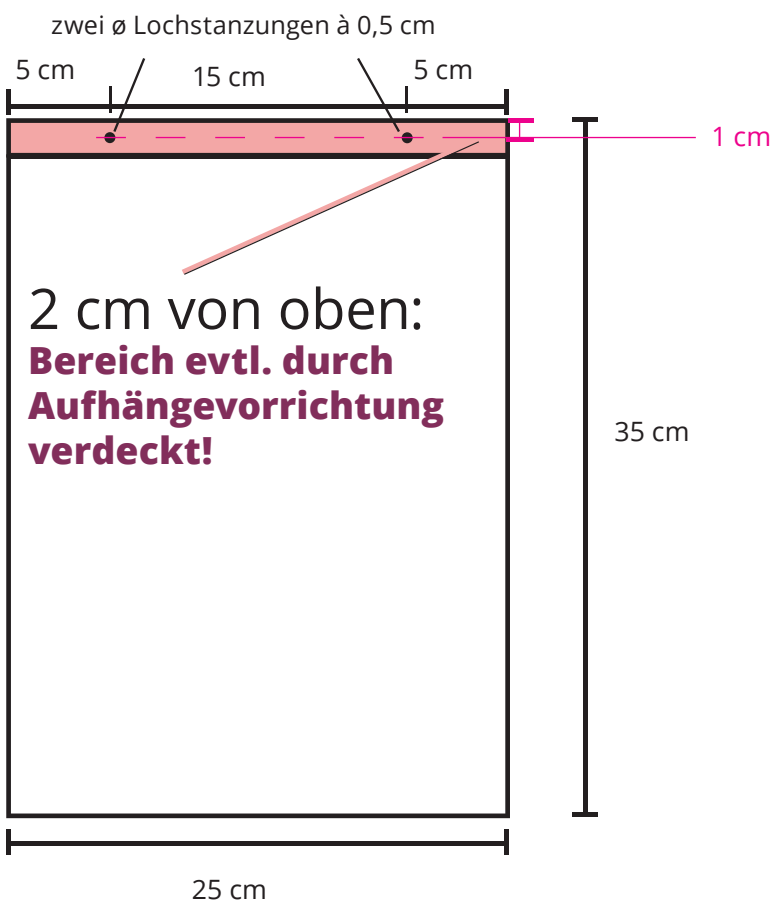 zwei ø Lochstanzungen à 0,5 cm
5 cm
15 cm
5 cm
1 cm
2 cm von oben:
Bereich evtl. durch
Aufhängevorrichtung
verdeckt!
35 cm
25 cm